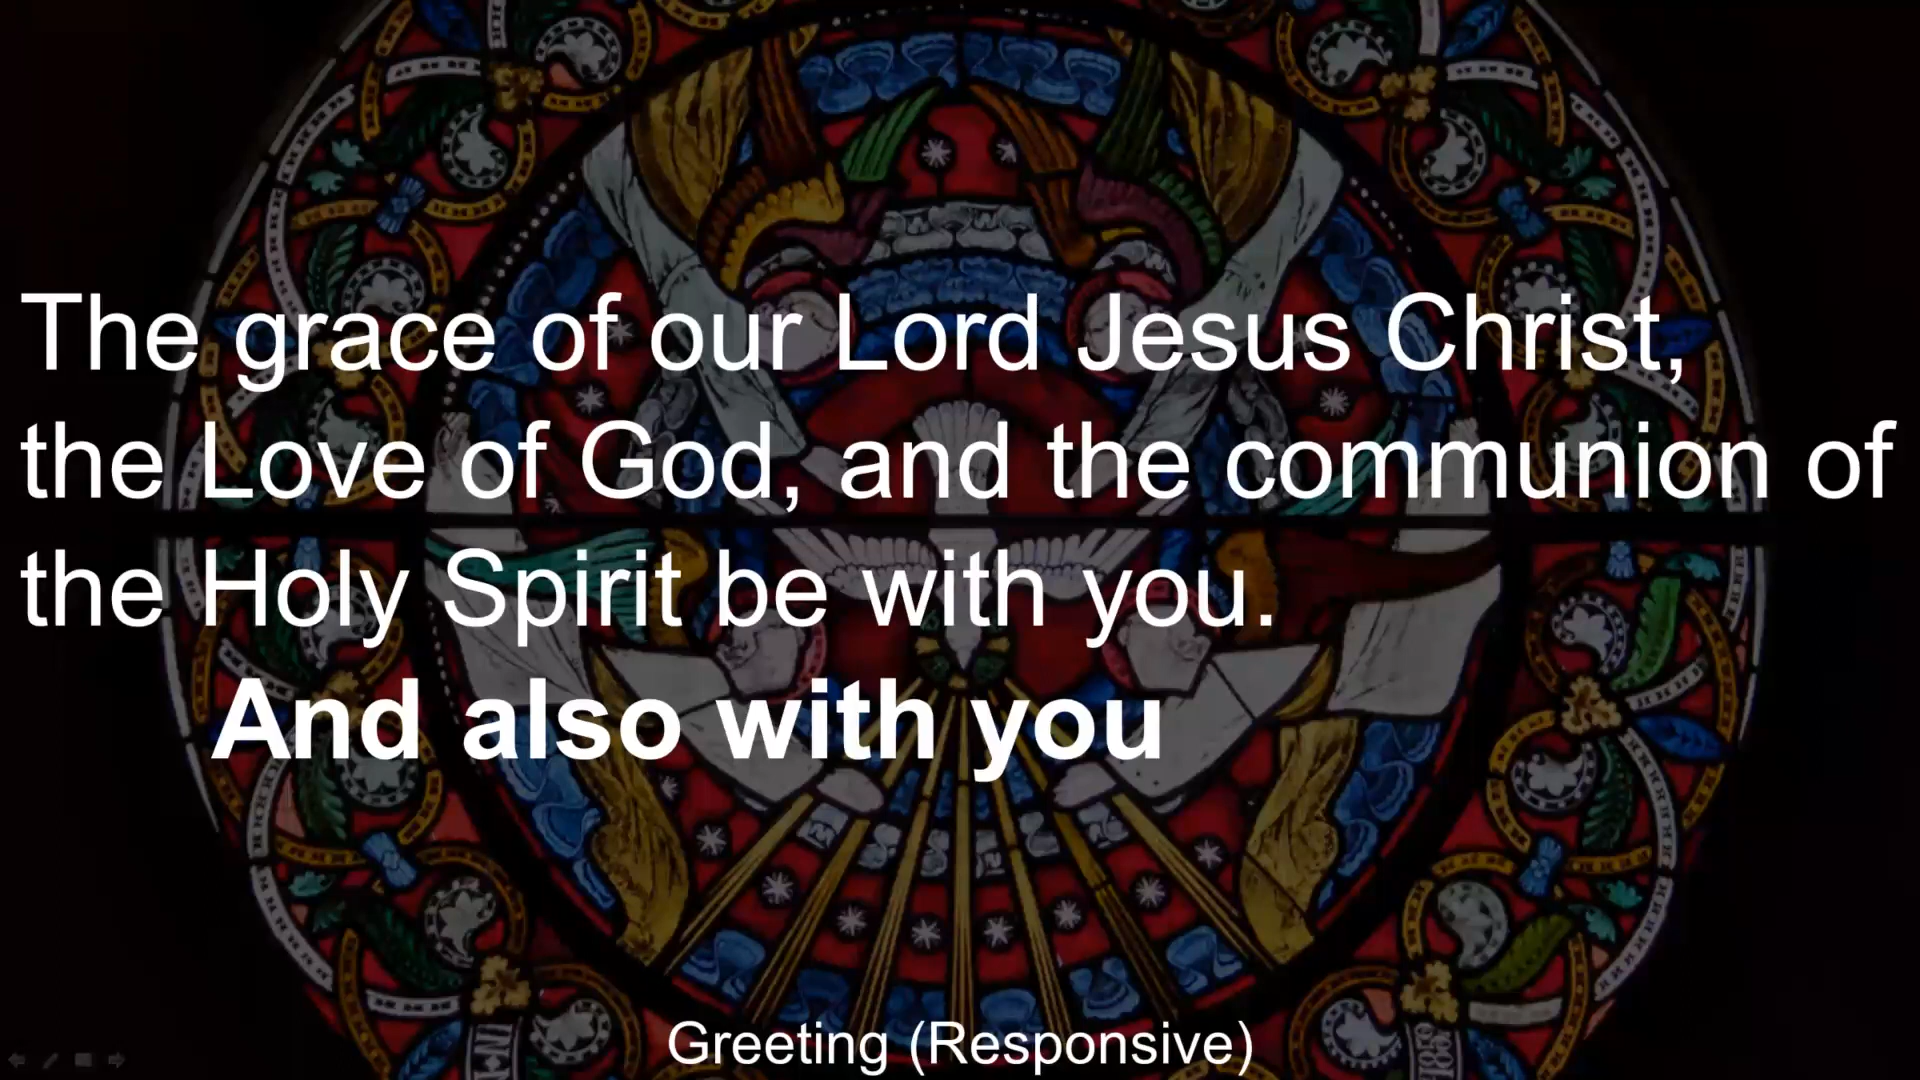 The grace of our Lord Jesus Christ,
the Love of God, and the communion of
the Holy Spirit be with you.
And also with you
Greeting (Responsive)